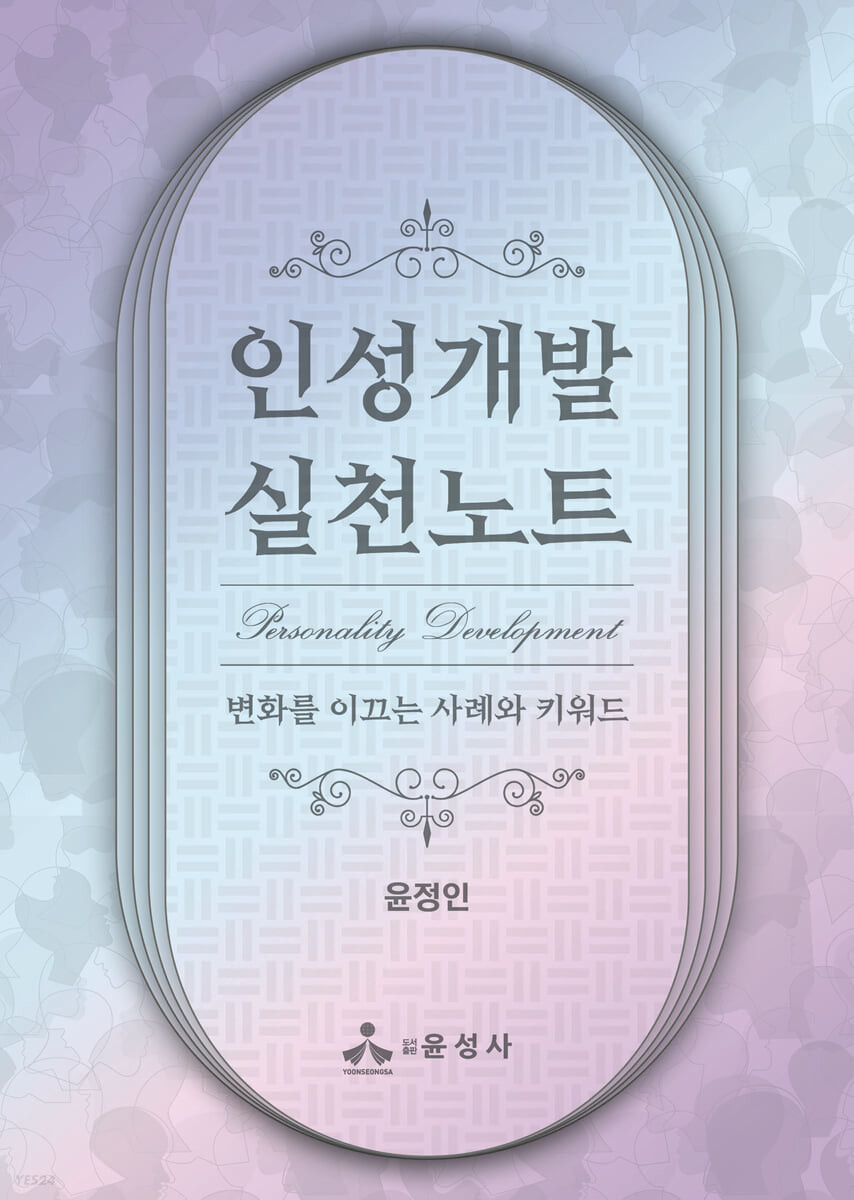 인성개발
실천노트
Personality Development
변화를 이끄는 사례와 키워드
윤정인
도서
출판 윤성사
YOONSEONGSA
YES24